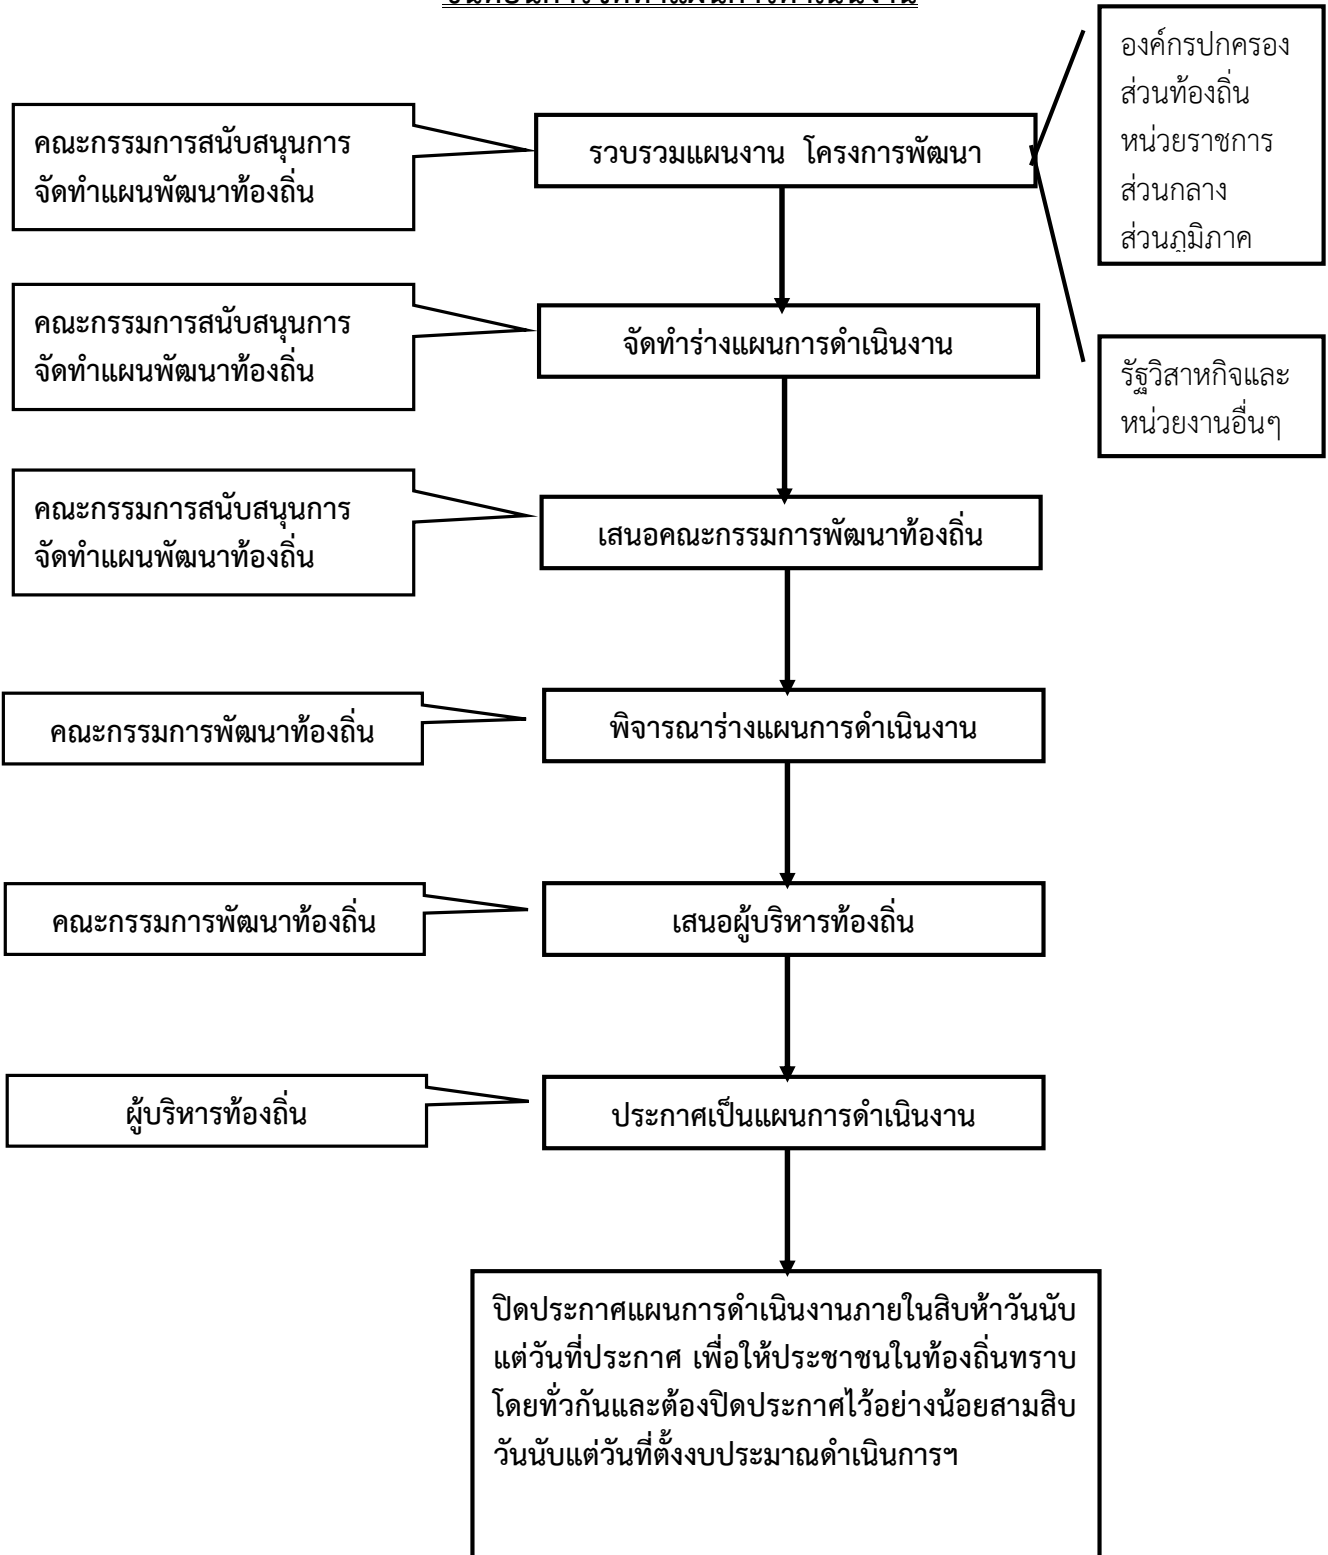 องค์กรปกครอง
ส่วนท้องถิ่น
หน่วยราชการ
ส่วนกลาง
ส่วนภูมิภาค
คณะกรรมการสนับสนุนการ
จัดทำแผนพัฒนาท้องถิ่น
รวบรวมแผนงาน โครงการพัฒนา
คณะกรรมการสนับสนุนการ
จัดทำแผนพัฒนาท้องถิ่น
จัดทำร่างแผนการดำเนินงาน
รัฐวิสาหกิจและ
หน่วยงานอื่นๆ
คณะกรรมการสนับสนุนการ
จัดทำแผนพัฒนาท้องถิ่น
เสนอคณะกรรมการพัฒนาท้องถิ่น
คณะกรรมการพัฒนาท้องถิ่น
พิจารณาร่างแผนการดำเนินงาน
คณะกรรมการพัฒนาท้องถิ่น
เสนอผู้บริหารท้องถิ่น
ผู้บริหารท้องถิ่น
ประกาศเป็นแผนการดำเนินงาน
ปิดประกาศแผนการดำเนินงานภายในสิบห้าวันนับ
แต่วันที่ประกาศ เพื่อให้ประชาชนในท้องถิ่นทราบ
โดยทั่วกันและต้องปิดประกาศไว้อย่างน้อยสามสิบ
วันนับแต่วันที่ตั้งงบประมาณดำเนินการฯ